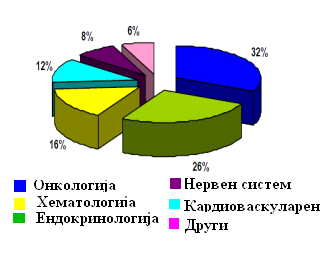 6%
8%
32%
12%
16%
26%
Онкологија
Нервен систем
Хематологија
Кардиоваскуларен
Ендокринологија
Други